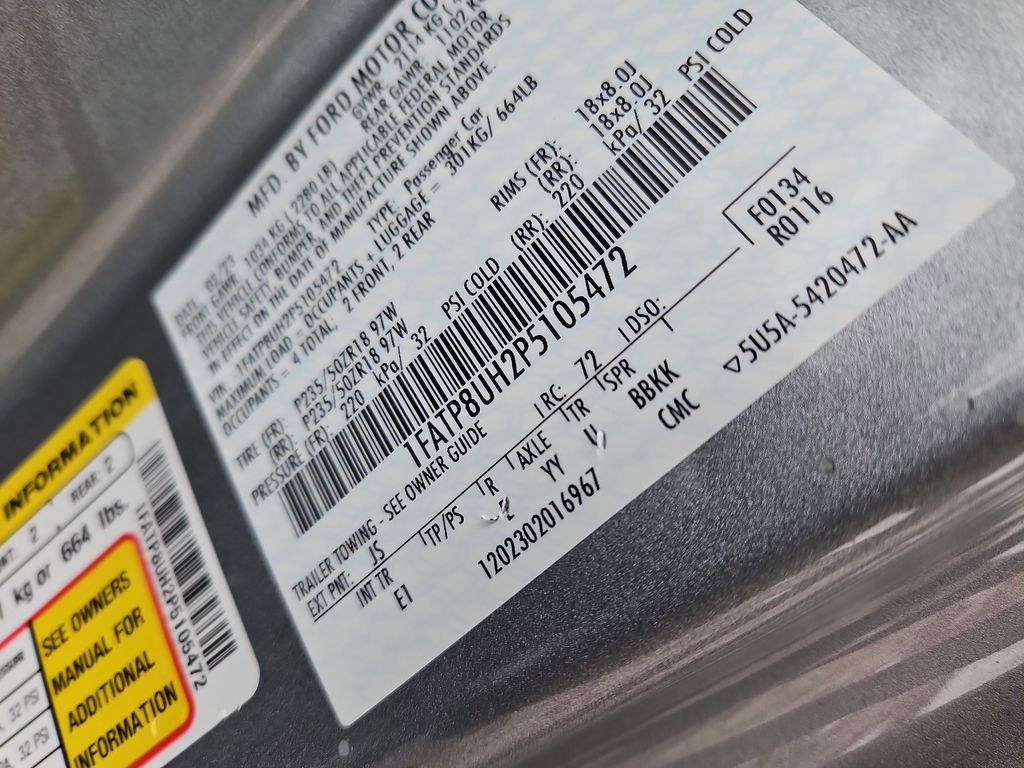 MFD. BY FORD MOTOR CO
GVWR: 2117 KG
FRONT GAWR: 1034 KG (2280 LB) REAR GAWR: 1102 KG
THIS VEHICLE CONFORMS TO ALL APPLICABLE FEDERAL MOTOR
VEHICLE SAFETY, BUMPER, AND THEFT PREVENTION STANDARDS
IN EFFECT ON THE DATE OF MANUFACTURE SHOWN ABOVE.
VIN: 1FATP8UH2P5105472 TYPE: Passenger Car
MAXIMUM LOAD = OCCUPANTS + LUGGAGE = 301KG/ 664LB
OCCUPANTS = 4 TOTAL; 2 FRONT, 2 REAR
TIRE (FR): P235/50ZR18 97W RIMS (FR): 18x8.0J
(RR): P235/50ZR18 97W (RR): 18x8.0J
PRESSURE (FR): 220 kPa/ 32 PSI COLD (RR): 220 kPa/ 32 PSI COLD
1FATP8UH2P5105472
TRAILER TOWING - SEE OWNER GUIDE
EXT PNT: JS RC: 72 DSO: F0134
R0116
INT TR TP/PS R AXLE TR SPR
E1 YY U BBKK
1202302016967 CMC ▽5U5A-5420472-AA
INFORMATION
2 REAR: 2
kg or 664 lbs.
1FATP8UH2P5105472
SEE OWNERS
MANUAL FOR
ADDITIONAL
INFORMATION
32 PSI
32 PSI